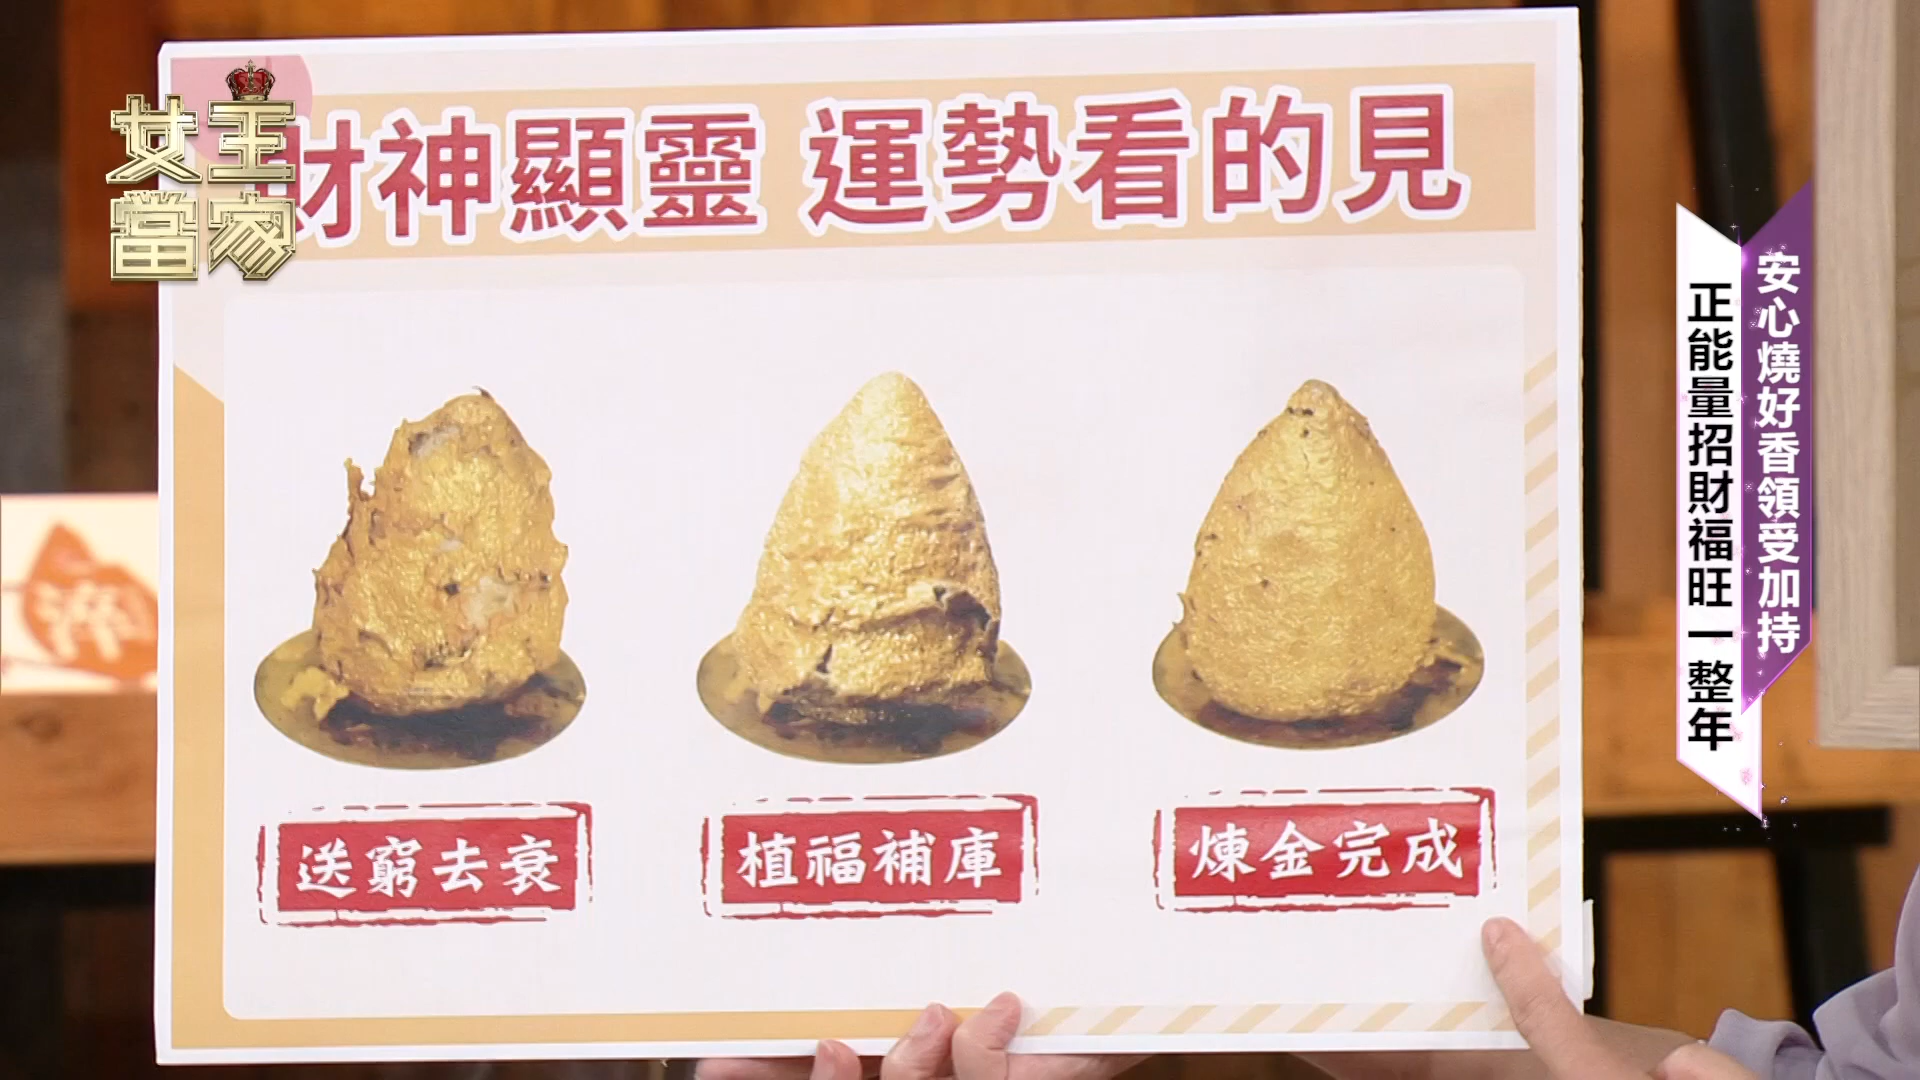 女王
當家
財神顯靈 運勢看的見
送窮去衰
植福補庫
煉金完成
安心燒好香領受加持
正能量招財福旺一整年